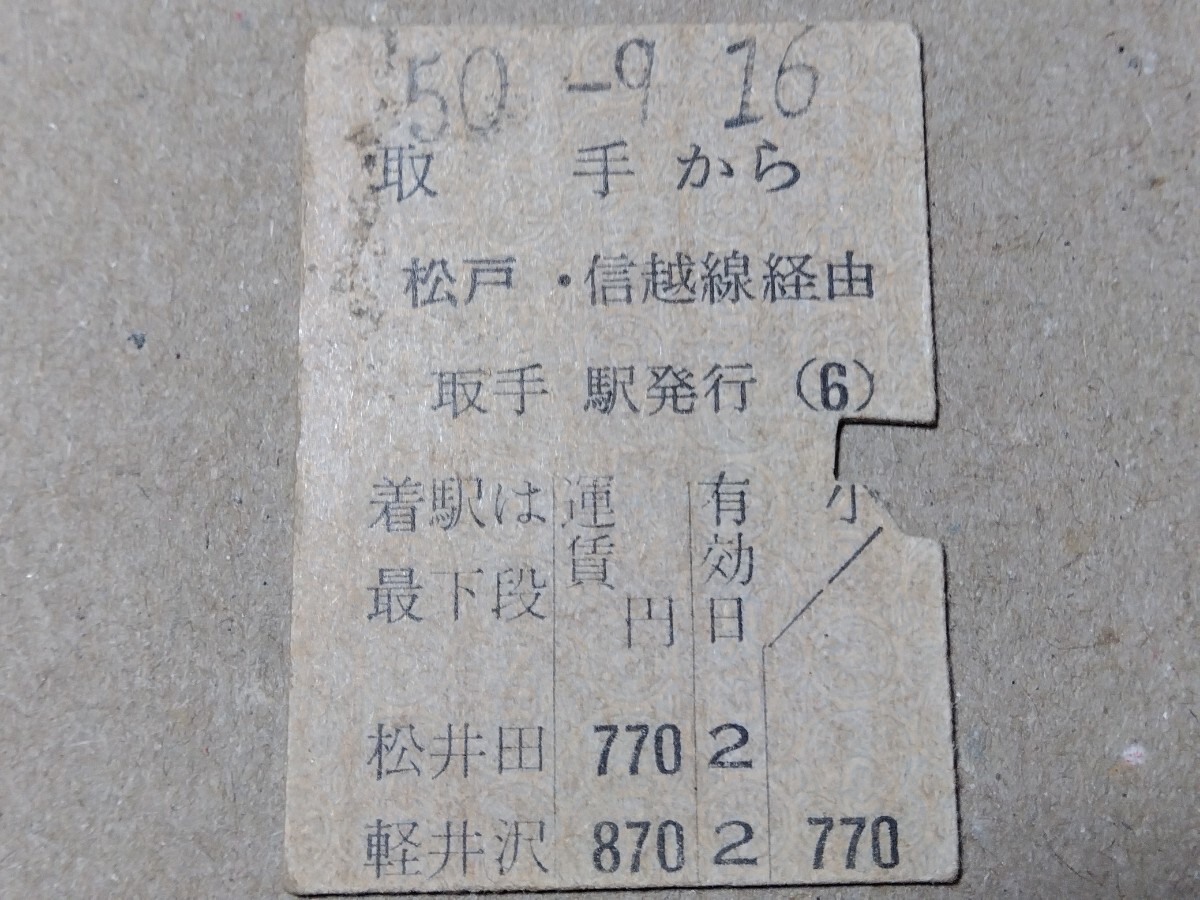 50 -9 16
取手から
松戸・信越線経由
取手駅発行(6)
着駅は最下段
運賃円
有効日
小
松井田 770 2
軽井沢 870 2 770